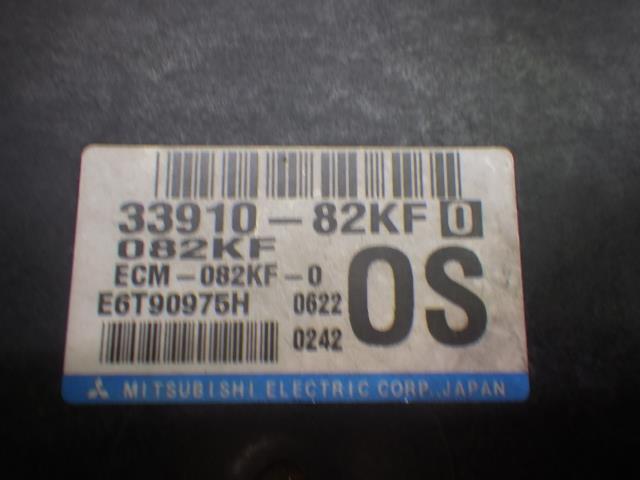 33910-82KF 0
082KF
ECM-082KF-0
E6T90975H 0622
0242
OS
MITSUBISHI ELECTRIC CORP. JAPAN